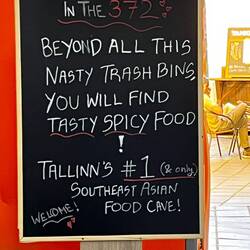 IN THE 372
BEYOND ALL THIS
NASTY TRASH BINS
YOU WILL FIND
TASTY SPICY FOOD
!
TALLINN'S #1 (& only)
SOUTHEAST ASIAN
FOOD CAVE!
WELCOME!